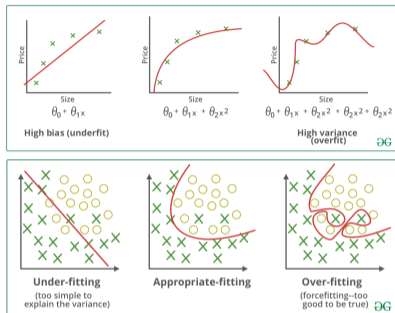 Price
Size
θ₀ + θ₁x
High bias (underfit)
Price
Size
θ₀ + θ₁x + θ₂x²
Price
Size
θ₀ + θ₁x + θ₂x² + θ₂x² + θ₂x²
High variance
(overfit)
Under-fitting
(too simple to
explain the variance)
Appropriate-fitting
Over-fitting
(forcefitting--too
good to be true)